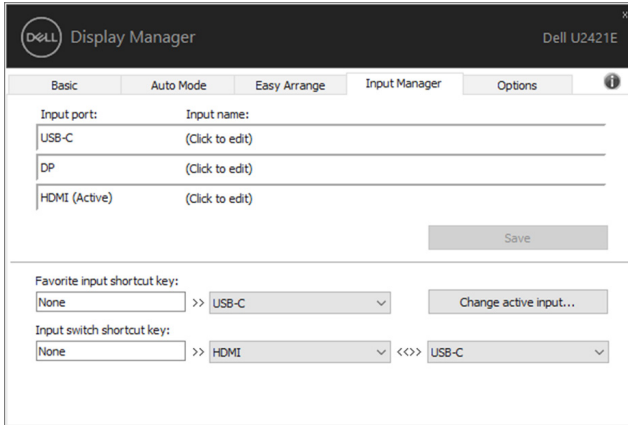 x
DELL Display Manager Dell U2421E
Basic Auto Mode Easy Arrange Input Manager Options i
Input port: Input name:
USB-C (Click to edit)
DP (Click to edit)
HDMI (Active) (Click to edit)
Save
Favorite input shortcut key:
None >> USB-C Change active input...
Input switch shortcut key:
None >> HDMI <<>> USB-C